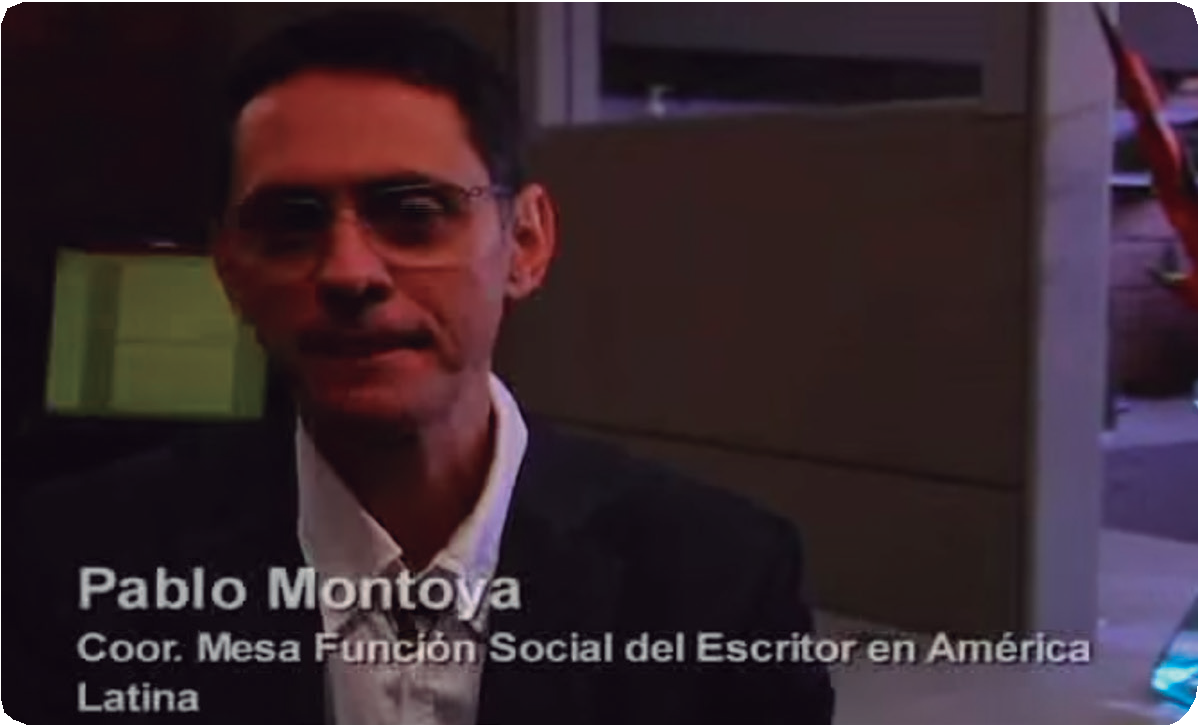 Pablo Montoya
Coor. Mesa Función Social del Escritor en América
Latina